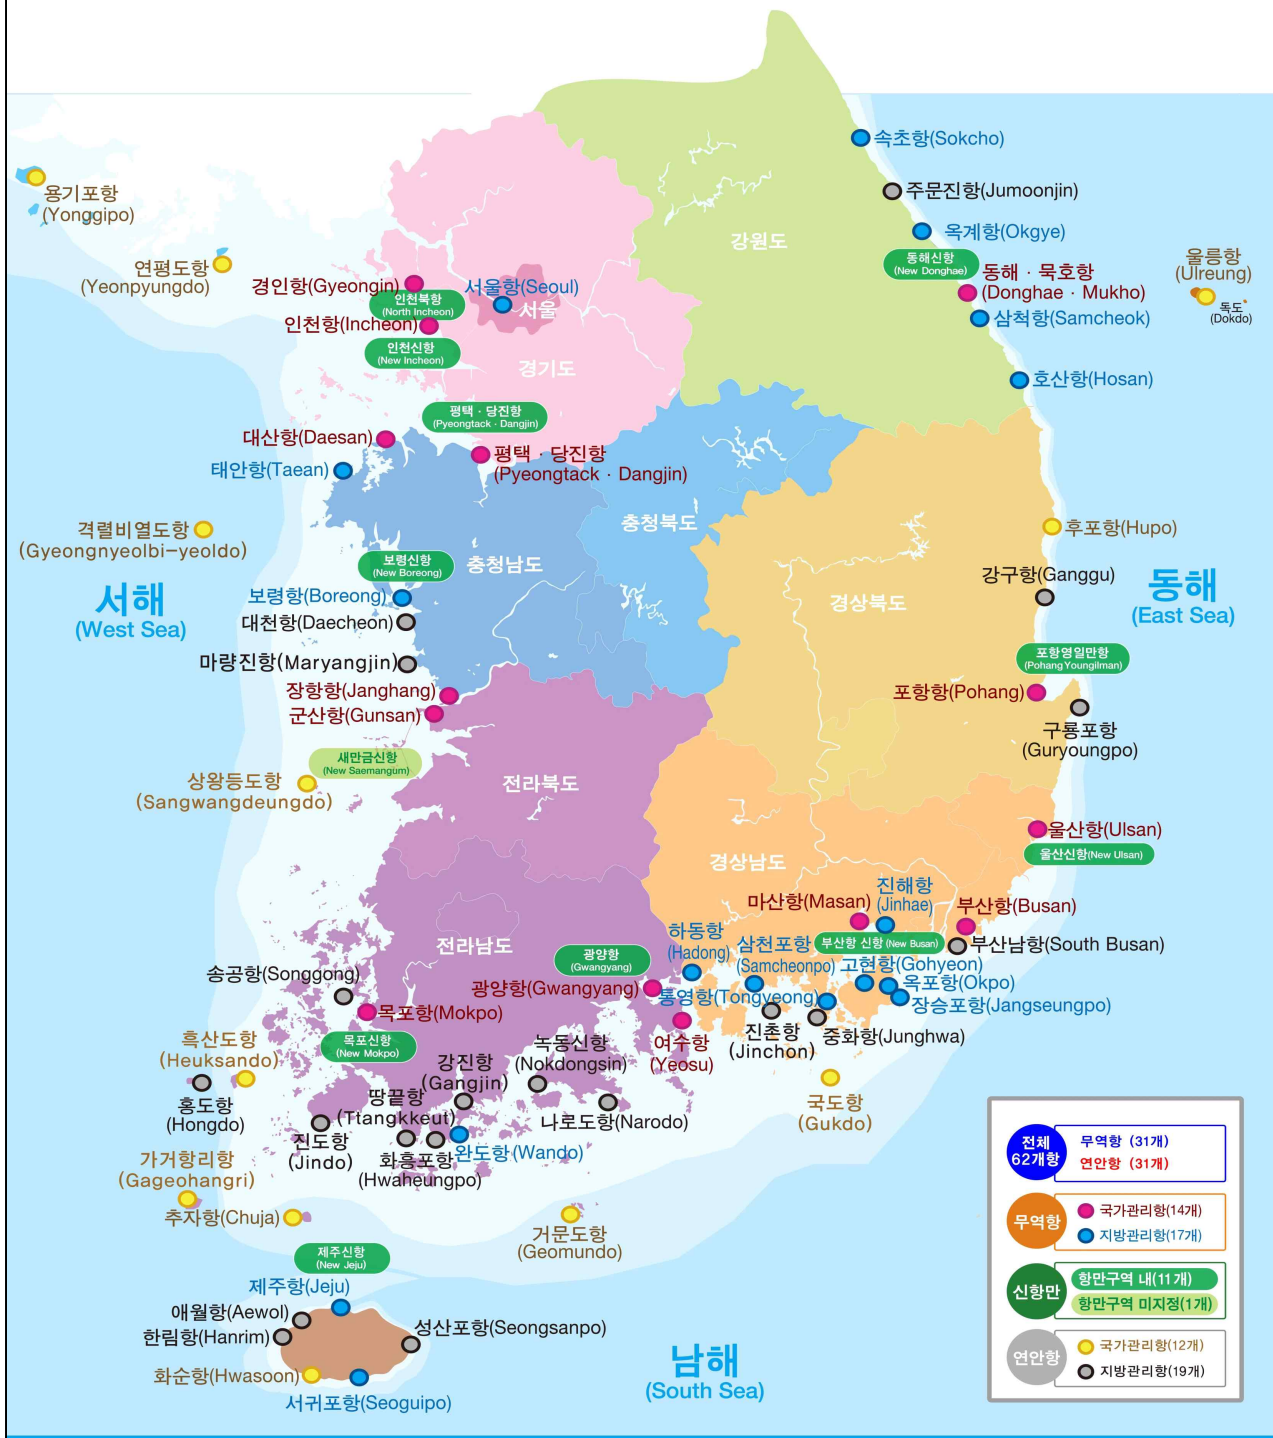 속초항(Sokcho)
주문진항(Jumoonjin)
옥계항(Okgye)
강원도
동해신항
(New Donghae)
동해 · 묵호항
(Donghae · Mukho)
삼척항(Samcheok)
호산항(Hosan)
울릉항
(Ulreung)
독도
(Dokdo)
용기포항
(Yonggipo)
연평도항
(Yeonpyungdo)
경인항(Gyeongin)
인천북항
(North Incheon)
인천항(Incheon)
인천신항
(New Incheon)
서울항(Seoul)
서울
경기도
평택 · 당진항
(Pyeongtack · Dangjin)
대산항(Daesan)
평택 · 당진항
(Pyeongtack · Dangjin)
태안항(Taean)
격렬비열도항
(Gyeongnyeolbi-yeoldo)
충청북도
충청남도
보령신항
(New Boreong)
보령항(Boreong)
대천항(Daecheon)
마량진항(Maryangjin)
장항항(Janghang)
군산항(Gunsan)
서해
(West Sea)
후포항(Hupo)
강구항(Ganggu)
경상북도
동해
(East Sea)
포항영일만항
(Pohang Youngilman)
포항항(Pohang)
구룡포항
(Guryoungpo)
새만금신항
(New Saemangum)
상왕등도항
(Sangwangdeungdo)
전라북도
울산항(Ulsan)
울산신항(New Ulsan)
경상남도
마산항(Masan)
진해항
(Jinhae)
부산항(Busan)
부산항 신항(New Busan)
부산남항(South Busan)
하동항
(Hadong)
삼천포항
(Samcheonpo)
고현항(Gohyeon)
옥포항(Okpo)
장승포항(Jangseungpo)
통영항(Tongyeong)
진촌항
(Jinchon)
중화항(Junghwa)
국도항
(Gukdo)
전라남도
광양항
(Gwangyang)
광양항(Gwangyang)
여수항
(Yeosu)
송공항(Songgong)
목포항(Mokpo)
목포신항
(New Mokpo)
흑산도항
(Heuksando)
홍도항
(Hongdo)
진도항
(Jindo)
땅끝항
(Ttangkkeut)
강진항
(Gangjin)
녹동신항
(Nokdongsin)
나로도항(Narodo)
완도항(Wando)
화흥포항
(Hwaheungpo)
가거항리항
(Gageohangri)
추자항(Chuja)
거문도항
(Geomundo)
제주신항
(New Jeju)
제주항(Jeju)
애월항(Aewol)
한림항(Hanrim)
성산포항(Seongsanpo)
화순항(Hwasoon)
서귀포항(Seoguipo)
남해
(South Sea)
전체
62개항
무역항 (31개)
연안항 (31개)
무역항
국가관리항(14개)
지방관리항(17개)
신항만
항만구역 내(11개)
항만구역 미지정(1개)
연안항
국가관리항(12개)
지방관리항(19개)